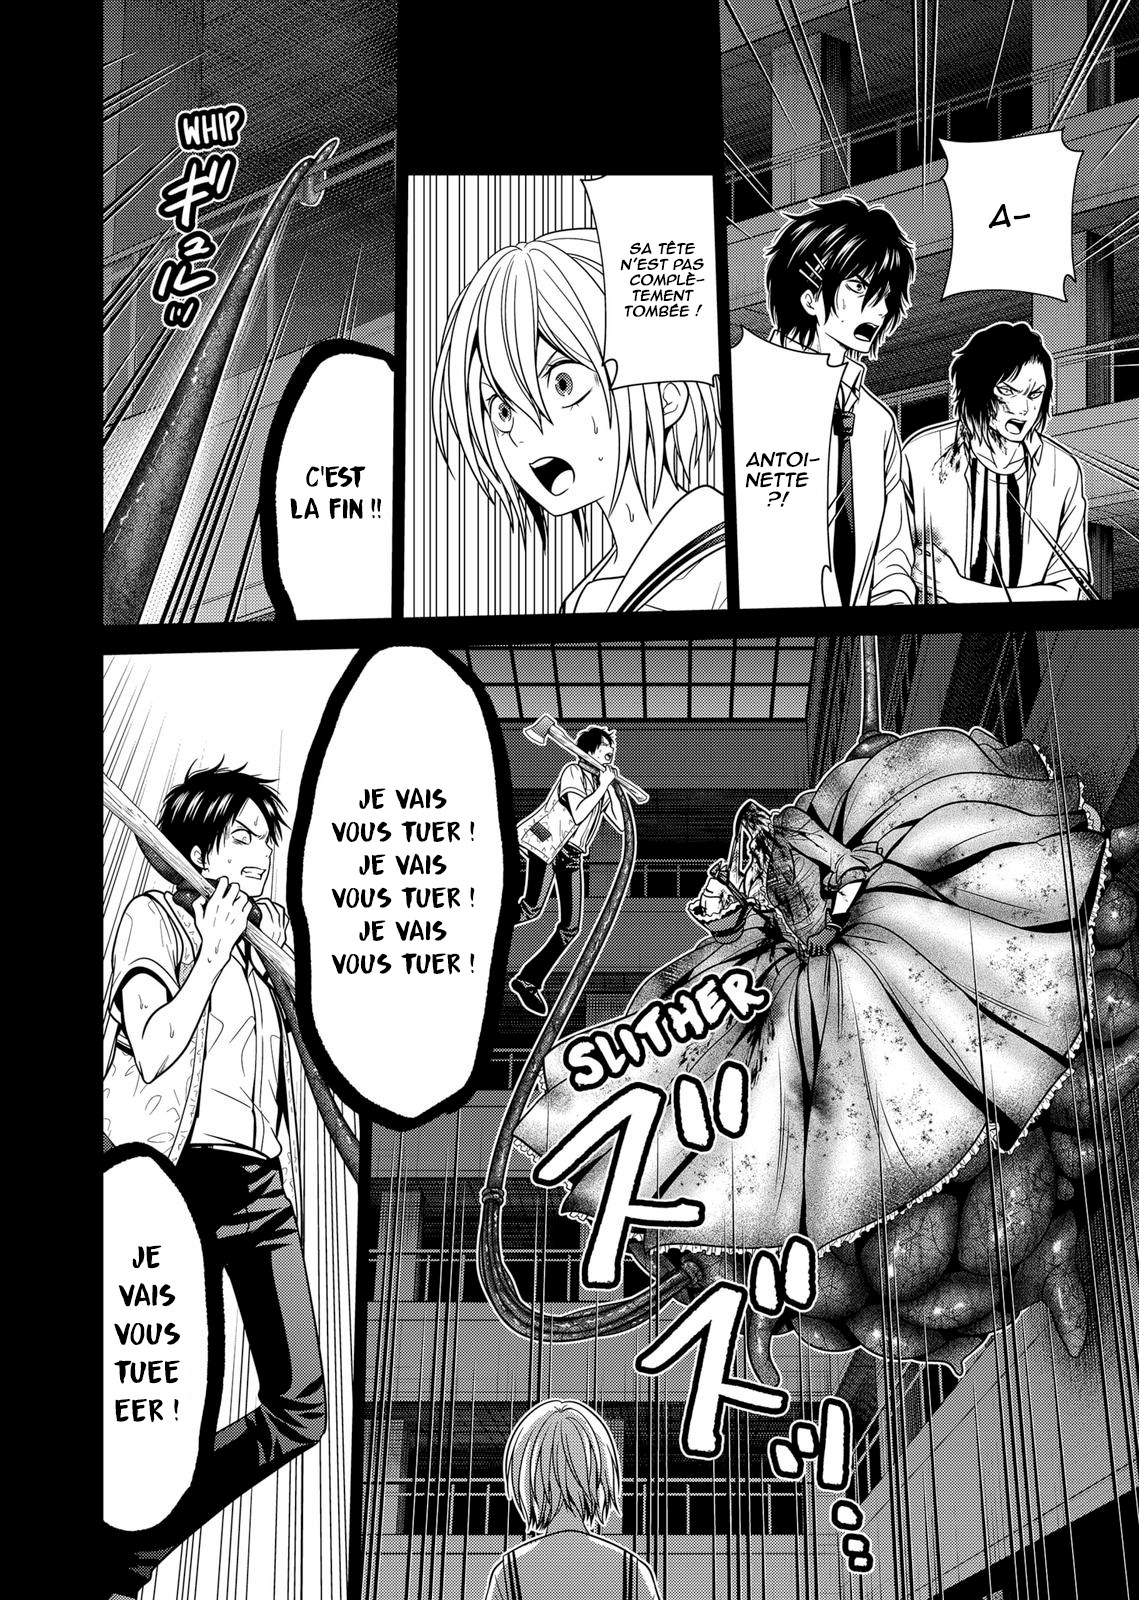 A-
ANTOI-
NETTE
?!
SA TÊTE
N'EST PAS
COMPLÈ-
TEMENT
TOMBÉE !
WHIP
ギュルッ
C'EST
LA FIN !!
SLITHER
ズズッ…
JE VAIS
VOUS TUER !
JE VAIS
VOUS TUER !
JE VAIS
VOUS TUER !
JE
VAIS
VOUS
TUEE
EER !